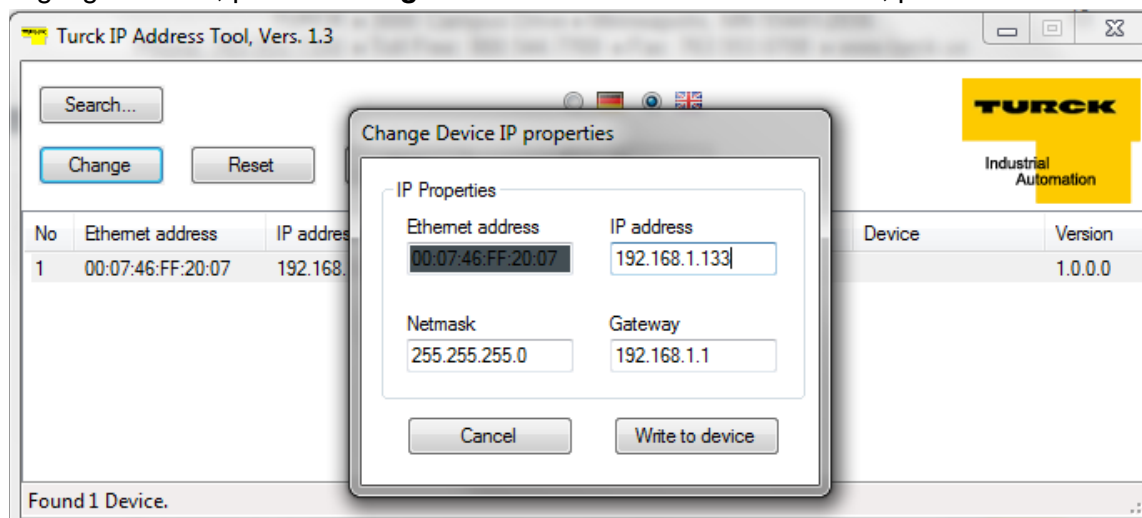 Turck IP Address Tool, Vers. 1.3
Search...
Change
Reset
TURCK
Industrial
Automation
No Ethernet address IP addres Device Version
1 00:07:46:FF:20:07 192.168. 1.0.0.0
Change Device IP properties
IP Properties
Ethernet address IP address
00:07:46:FF:20:07 192.168.1.133
Netmask Gateway
255.255.255.0 192.168.1.1
Cancel Write to device
Found 1 Device.